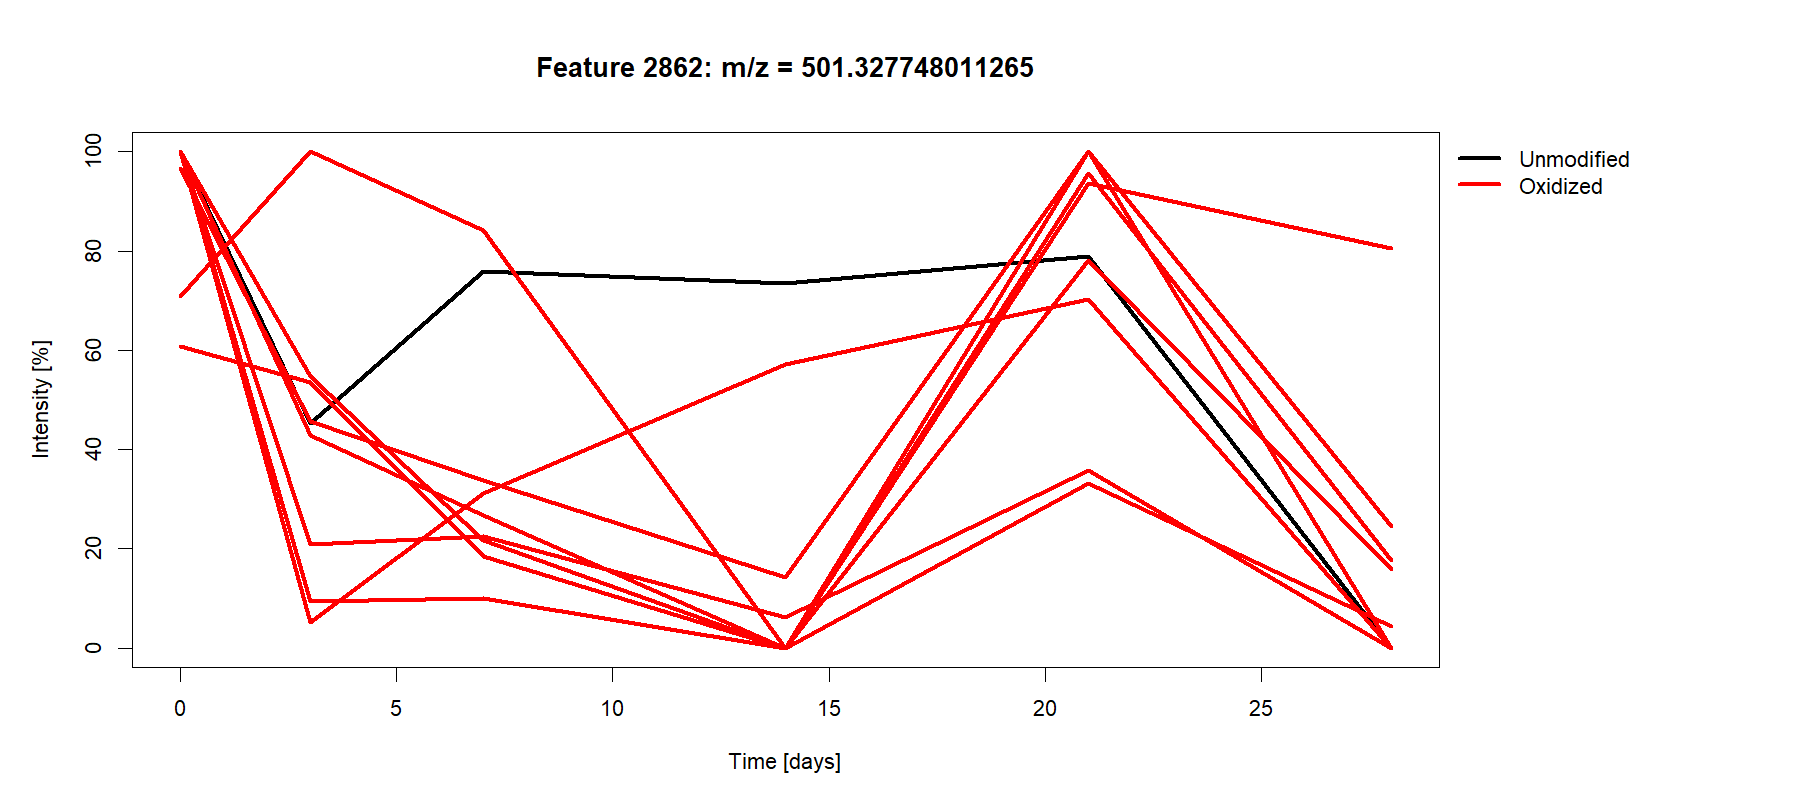 Feature 2862: m/z = 501.327748011265
Unmodified
Oxidized
100
80
60
40
20
0
Intensity [%]
0 5 10 15 20 25
Time [days]